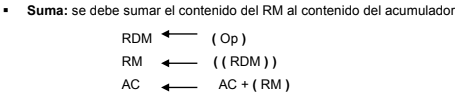 ▪ Suma: se debe sumar el contenido del RM al contenido del acumulador
RDM ← ( Op )
RM ← ( ( RDM ) )
AC ← AC + ( RM )